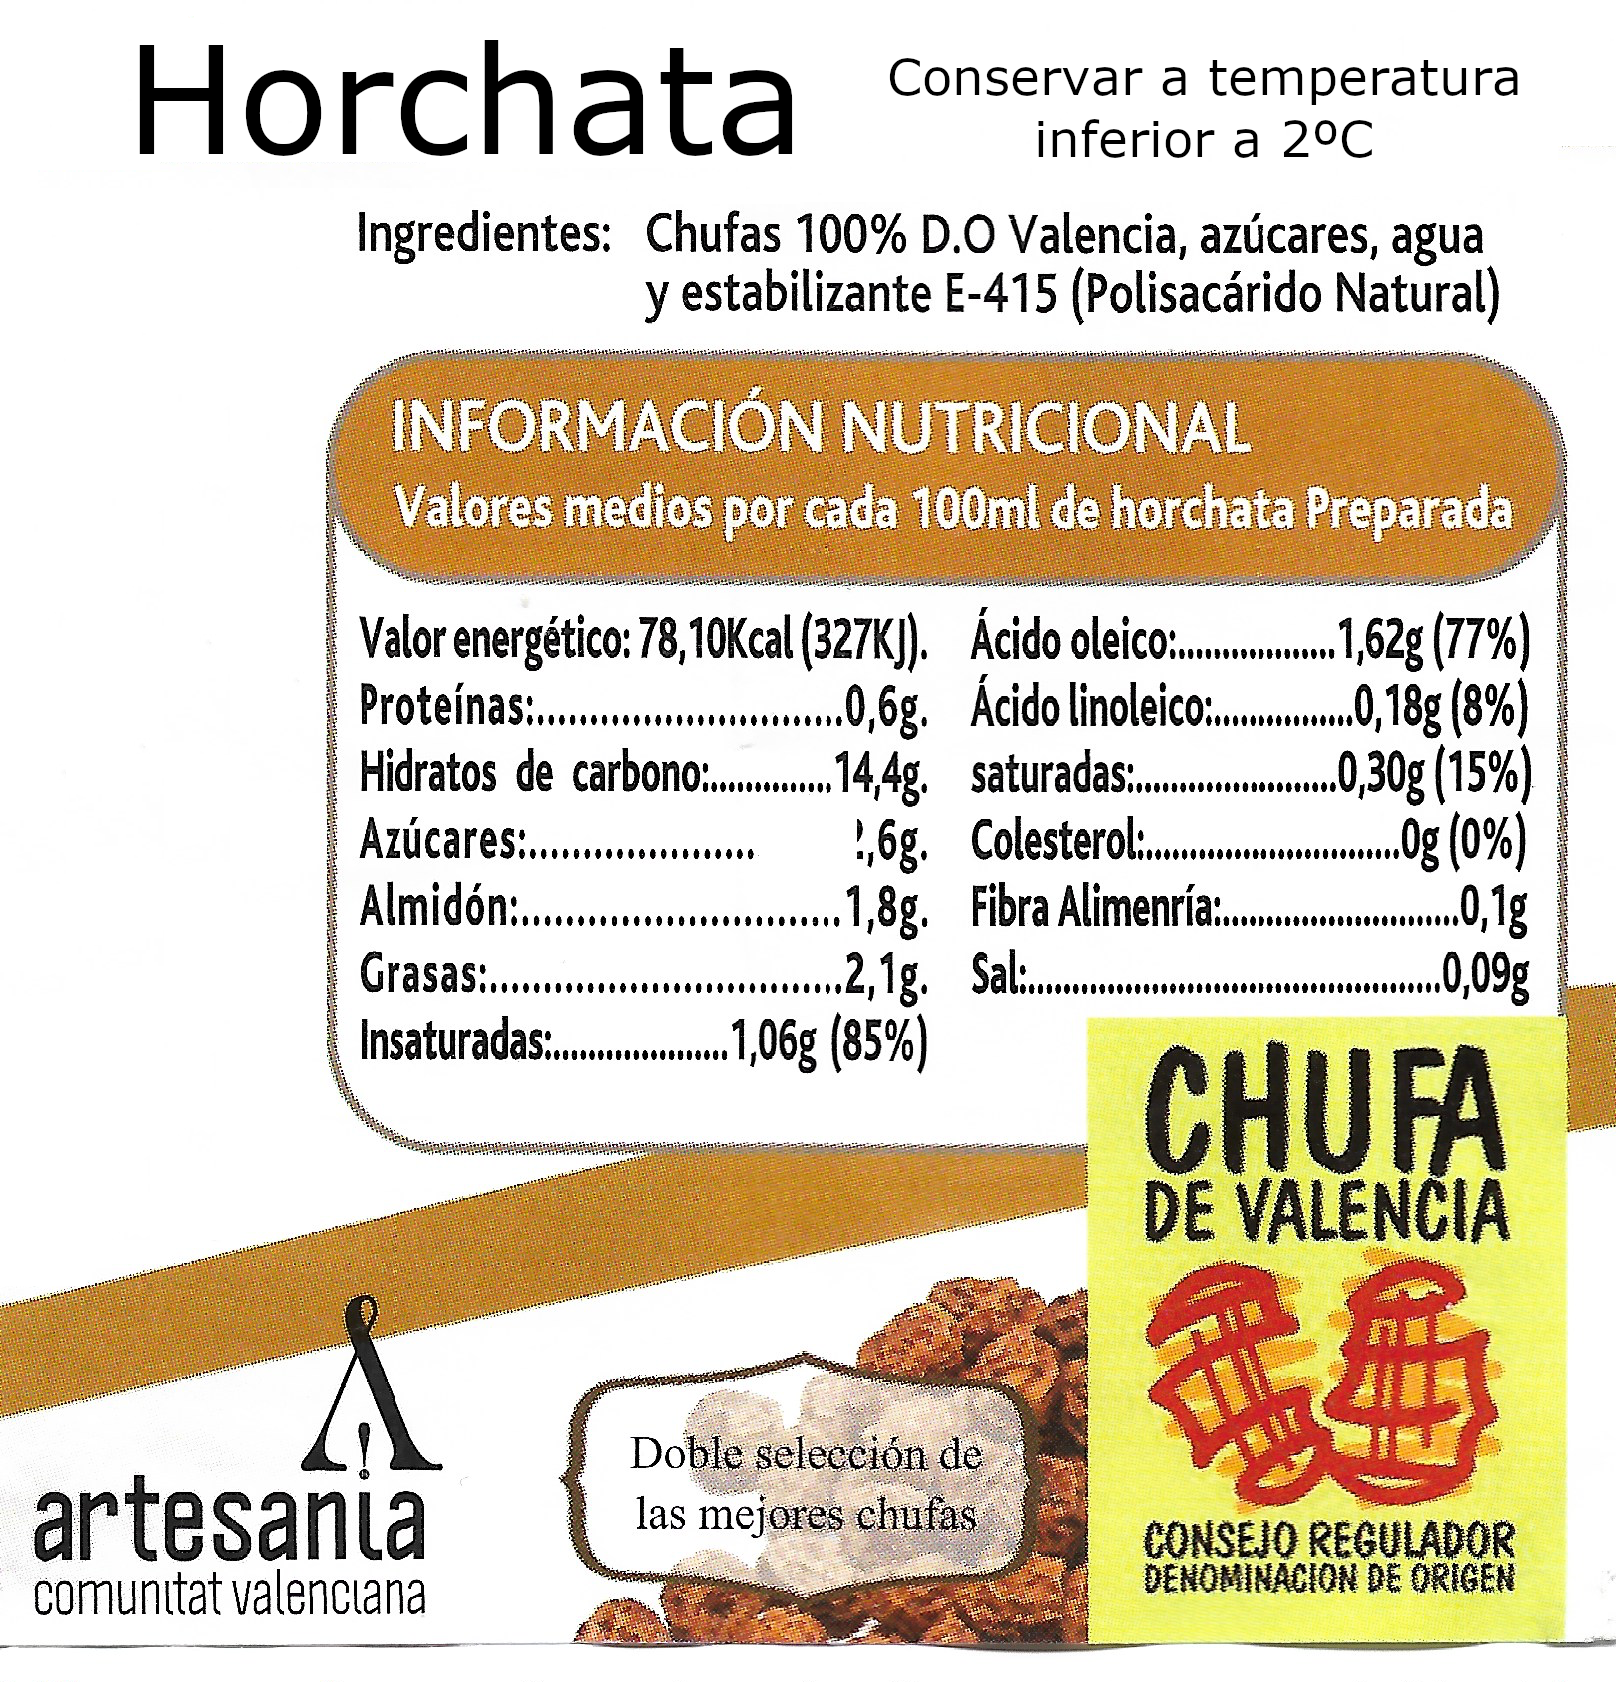 Horchata
Conservar a temperatura
inferior a 2ºC
Ingredientes: Chufas 100% D.O Valencia, azúcares, agua
y estabilizante E-415 (Polisacárido Natural)
INFORMACIÓN NUTRICIONAL
Valores medios por cada 100ml de horchata Preparada
Valor energético: 78,10Kcal (327KJ).
Proteínas:..............................0,6g.
Hidratos de carbono:..............14,4g.
Azúcares:.....................
Almidón:..............................1,8g.
Grasas:..................................2,1g.
Insaturadas:....................1,06g (85%)
Ácido oleico:...................1,62g (77%)
Ácido linoleico:.................0,18g (8%)
saturadas:........................0,30g (15%)
Colesterol:...............................0g (0%)
Fibra Alimenría:............................0,1g
Sal:..................................................0,09g
CHUFA
DE VALENCIA
CONSEJO REGULADOR
DENOMINACION DE ORIGEN
Doble selección de
las mejores chufas
artesanía
comunitat valenciana